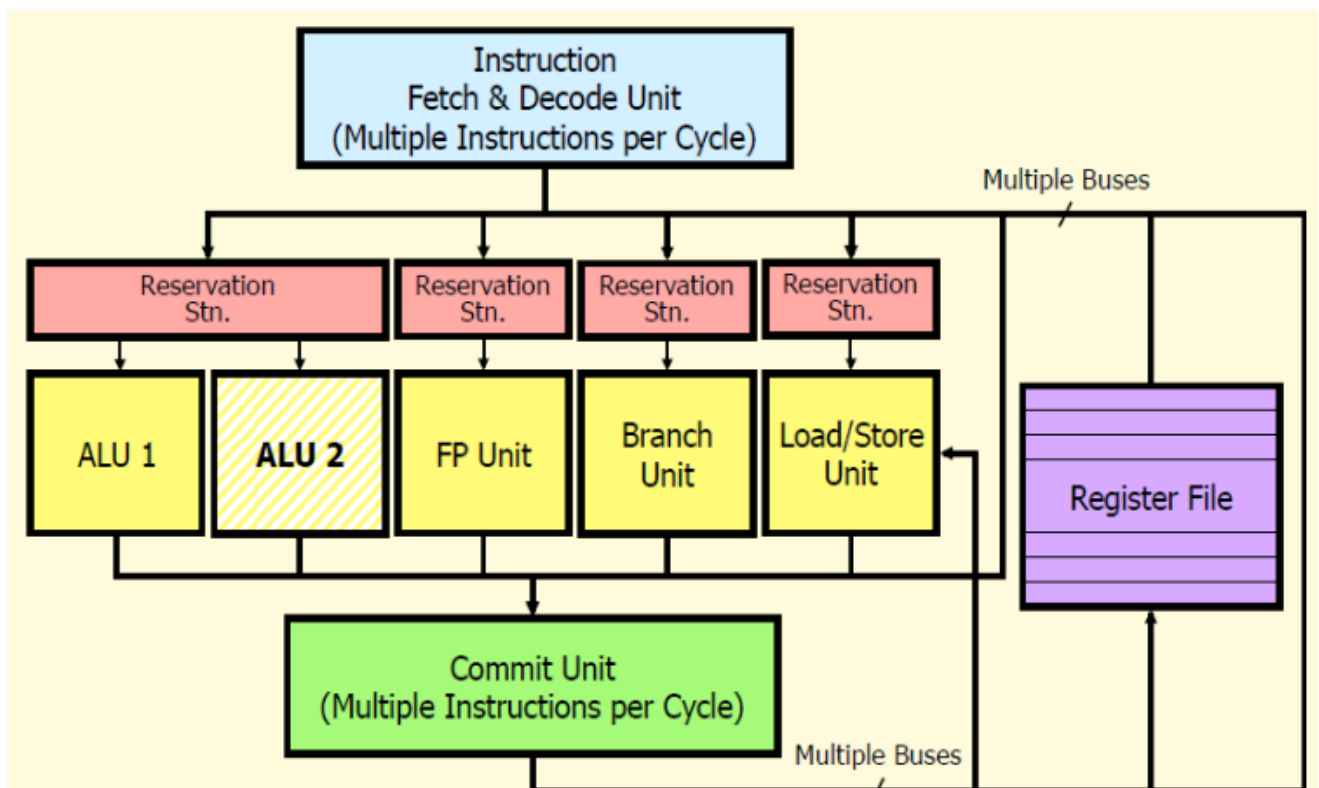 Instruction
Fetch & Decode Unit
(Multiple Instructions per Cycle)
Multiple Buses
Reservation
Stn.
Reservation
Stn.
Reservation
Stn.
Reservation
Stn.
ALU 1
ALU 2
FP Unit
Branch
Unit
Load/Store
Unit
Register File
Commit Unit
(Multiple Instructions per Cycle)
Multiple Buses